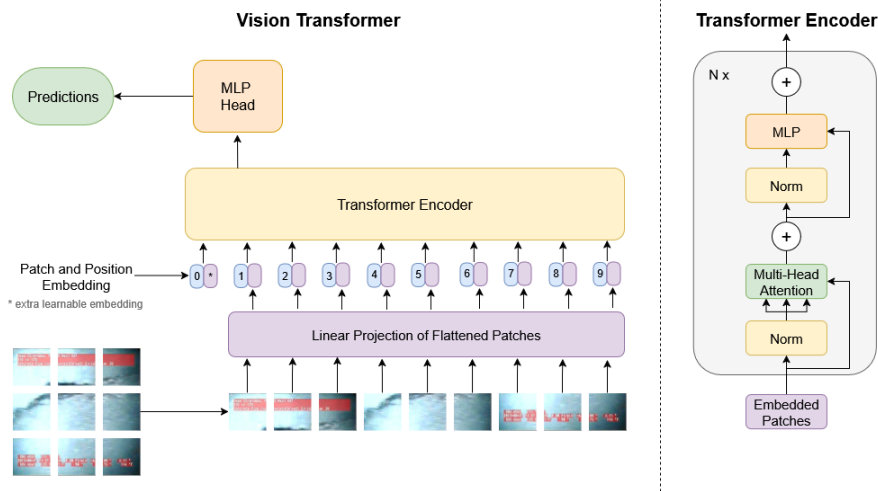 Vision Transformer
Transformer Encoder
Predictions
MLP
Head
Transformer Encoder
0 * 1 2 3 4 5 6 7 8 9
Patch and Position
Embedding
* extra learnable embedding
Linear Projection of Flattened Patches
N x
+
MLP
Norm
+
Multi-Head
Attention
Norm
Embedded
Patches